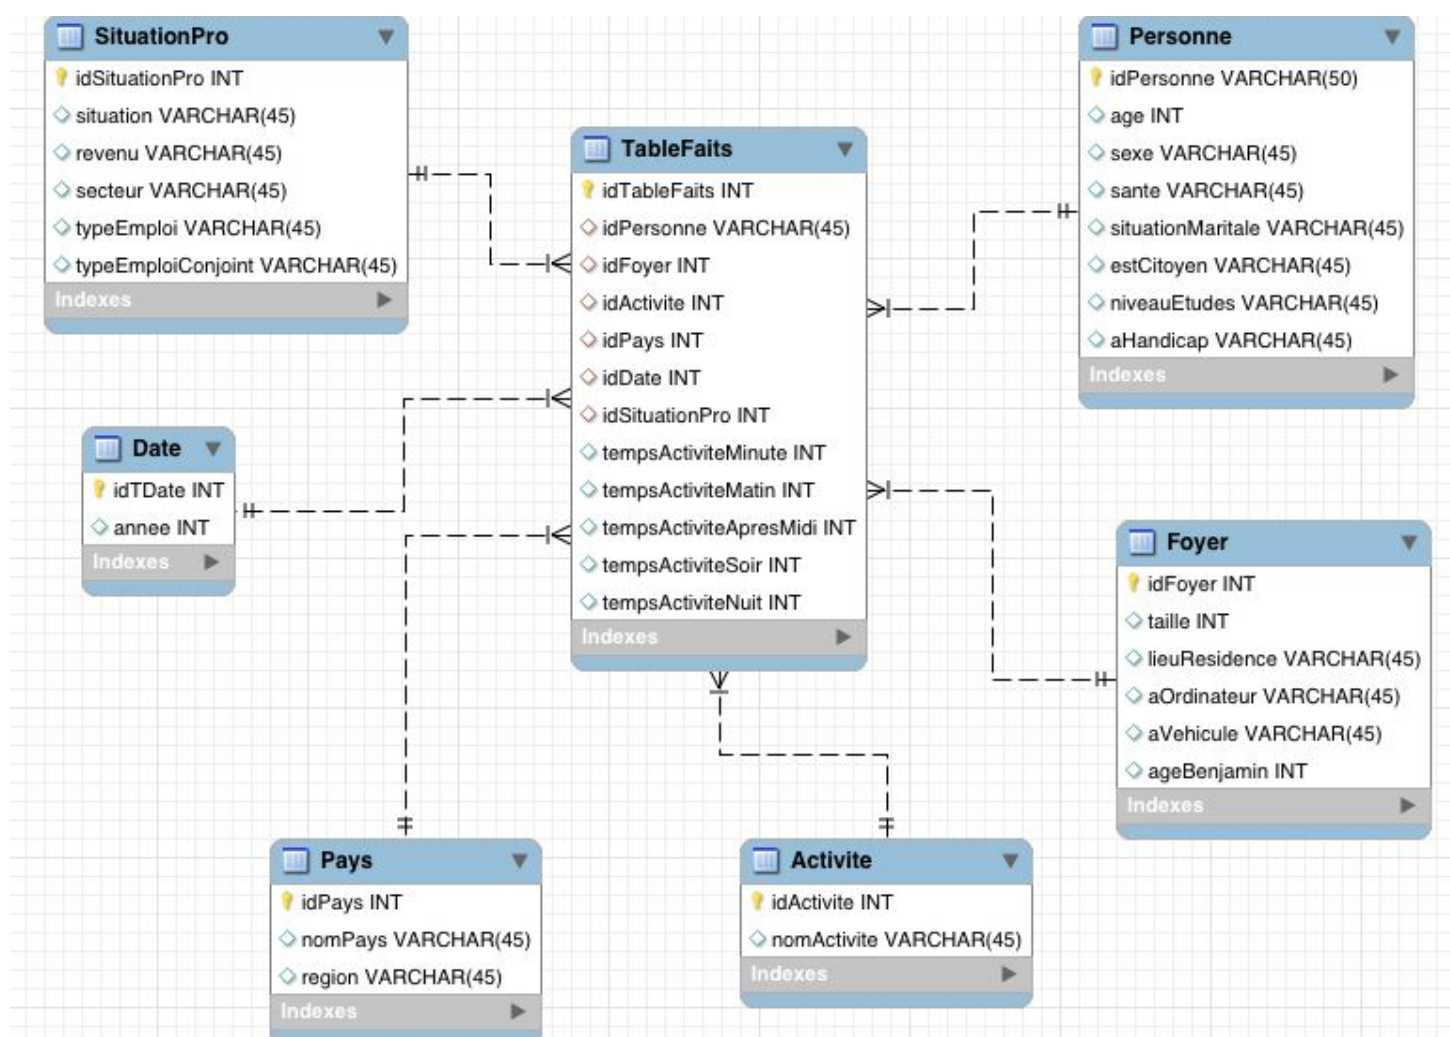 SituationPro
idSituationPro INT
situation VARCHAR(45)
revenu VARCHAR(45)
secteur VARCHAR(45)
typeEmploi VARCHAR(45)
typeEmploiConjoint VARCHAR(45)
Indexes
Personne
idPersonne VARCHAR(50)
age INT
sexe VARCHAR(45)
sante VARCHAR(45)
situationMaritale VARCHAR(45)
estCitoyen VARCHAR(45)
niveauEtudes VARCHAR(45)
aHandicap VARCHAR(45)
Indexes
TableFaits
idTableFaits INT
idPersonne VARCHAR(45)
idFoyer INT
idActivite INT
idPays INT
idDate INT
idSituationPro INT
tempsActiviteMinute INT
tempsActiviteMatin INT
tempsActiviteApresMidi INT
tempsActiviteSoir INT
tempsActiviteNuit INT
Indexes
Date
idTDate INT
annee INT
Indexes
Foyer
idFoyer INT
taille INT
lieuResidence VARCHAR(45)
aOrdinateur VARCHAR(45)
aVehicule VARCHAR(45)
ageBenjamin INT
Indexes
Pays
idPays INT
nomPays VARCHAR(45)
region VARCHAR(45)
Indexes
Activite
idActivite INT
nomActivite VARCHAR(45)
Indexes